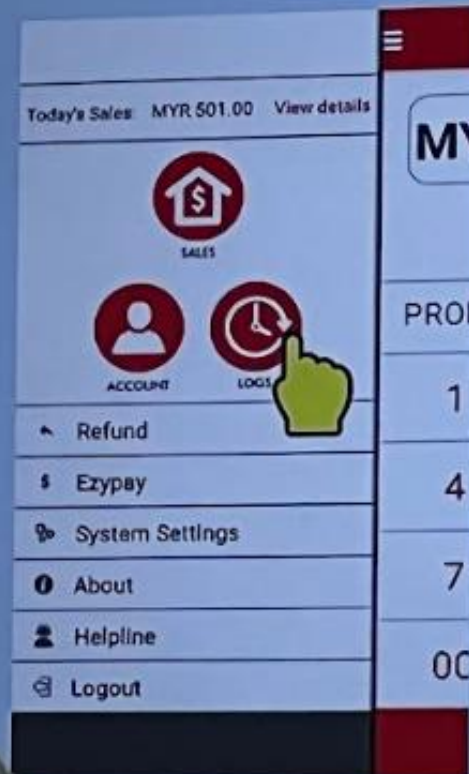 Today's Sales: MYR 501.00 View details
SALES
ACCOUNT
LOGS
Refund
Ezypay
System Settings
About
Helpline
Logout
MY
PRO
1
4
7
00